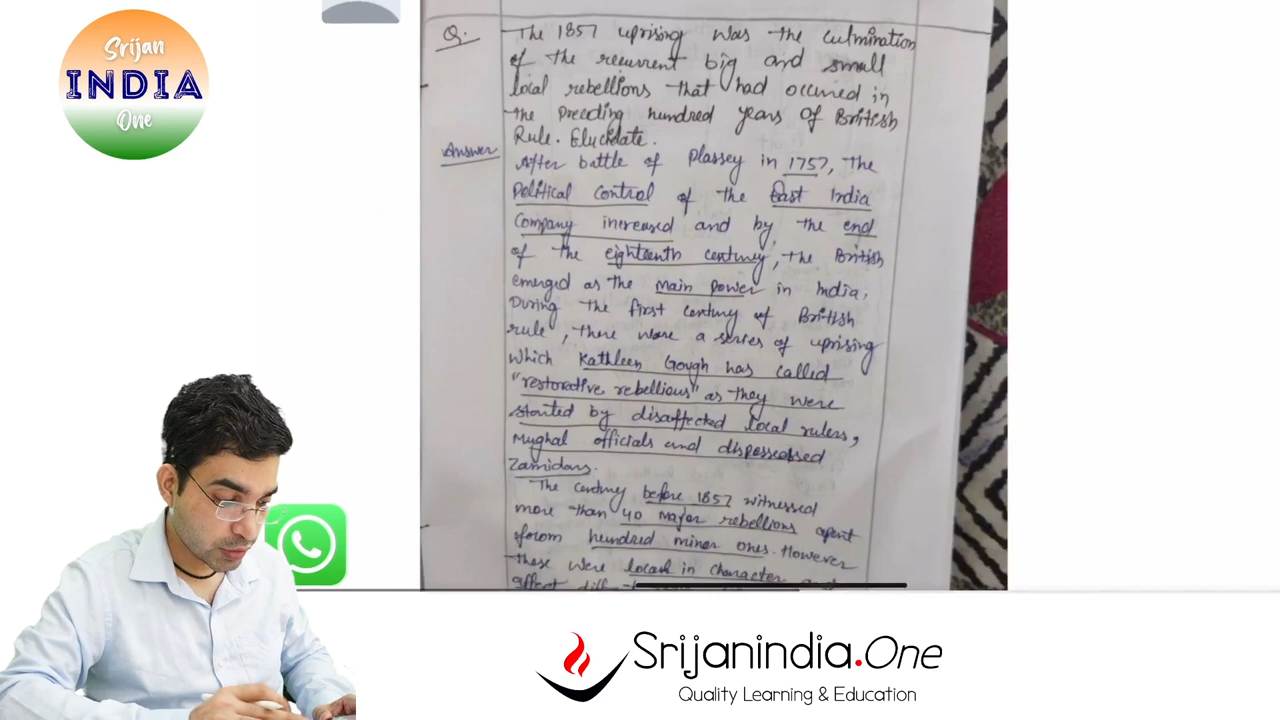 Srijan
INDIA
One
Q. The 1857 uprising was the culmination
of the recurrent big and small
local rebellions that had occured in
the preeding hundred years of British
Rule. Elucidate.
Answer
After battle of Plassey in 1757, the
Political control of the East India
Company increased and by the end
of the eighteenth century, the British
emerged as the main power in India.
During the first century of British
rule, there were a series of uprising
which Kathleen Gough has called
"restorative rebellious" as they were
started by disaffected local rulers,
Mughal officials and dispossessed
Zamidars.
The century before 1857 witnessed
more than 40 major rebellions apart
from hundred minor ones. However
these were local in character and
Srijanindia.One
Quality Learning & Education